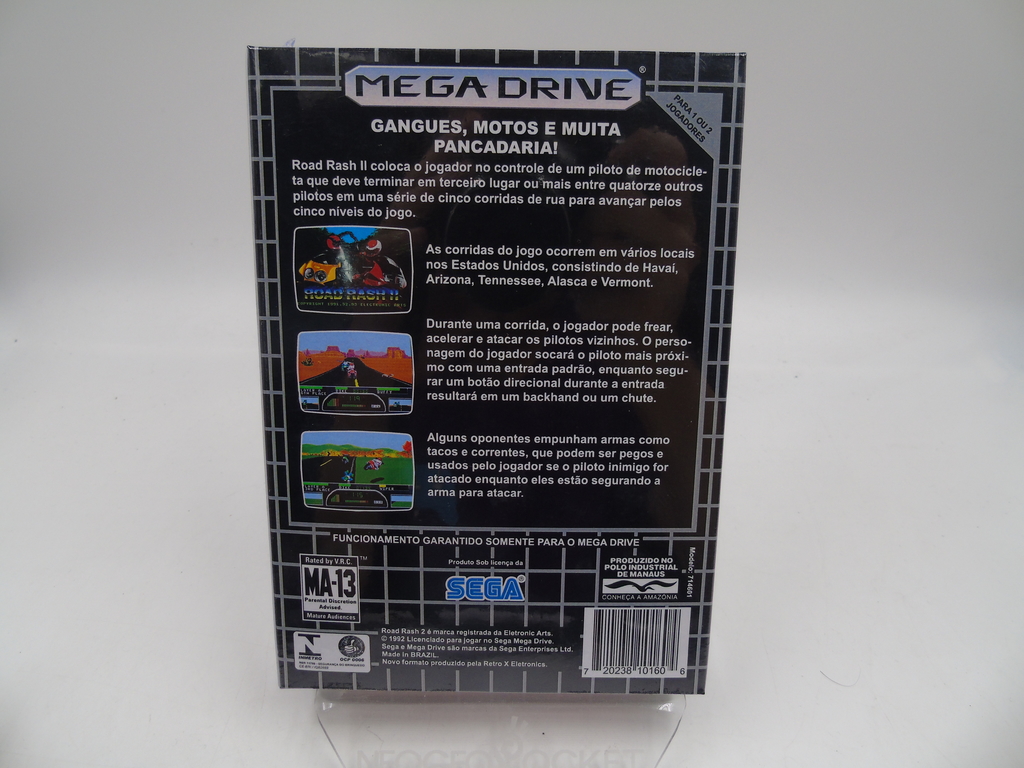 MEGA DRIVE®
PARA 1 OU 2
JOGADORES
GANGUES, MOTOS E MUITA
PANCADARIA!
Road Rash II coloca o jogador no controle de um piloto de motocicle-
ta que deve terminar em terceiro lugar ou mais entre quatorze outros
pilotos em uma série de cinco corridas de rua para avançar pelos
cinco niveis do jogo.
ROAD RASH II
As corridas do jogo ocorrem em vários locais
nos Estados Unidos, consistindo de Havaí,
Arizona, Tennessee, Alasca e Vermont.
Durante uma corrida, o jogador pode frear,
acelerar e atacar os pilotos vizinhos. O perso-
nagem do jogador socará o piloto mais próxi-
mo com uma entrada padrão, enquanto segu-
rar um botão direcional durante a entrada
resultará em um backhand ou um chute.
Alguns oponentes empunham armas como
tacos e correntes, que podem ser pegos e
usados pelo jogador se o piloto inimigo for
atacado enquanto eles estão segurando a
arma para atacar.
FUNCIONAMENTO GARANTIDO SOMENTE PARA O MEGA DRIVE
Rated by V.R.C.
TM
MA-13
Parental Discretion
Advised.
Mature Audiences
Produto Sob licença da
SEGA®
PRODUZIDO NO
POLO INDUSTRIAL
DE MANAUS
CONHEÇA A AMAZÔNIA
Modelo: 714601
INMETRO
OCP 0006
Road Rash 2 é marca registrada da Eletronic Arts.
© 1992 Licenciado para jogar no Sega Mega Drive.
Sega e Mega Drive são marcas da Sega Enterprises Ltd.
Made in BRAZIL.
Novo formato produzido pela Retro X Eletronics.
7 20238 10160 6